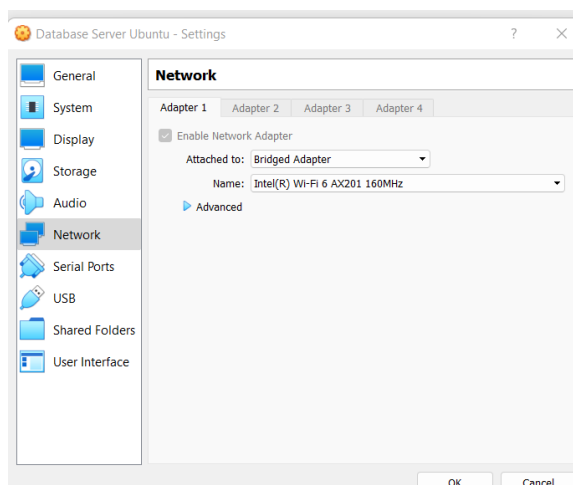 Database Server Ubuntu - Settings ? ×
General
System
Display
Storage
Audio
Network
Serial Ports
USB
Shared Folders
User Interface
Network
Adapter 1 Adapter 2 Adapter 3 Adapter 4
Enable Network Adapter
Attached to: Bridged Adapter
Name: Intel(R) Wi-Fi 6 AX201 160MHz
Advanced
OK Cancel